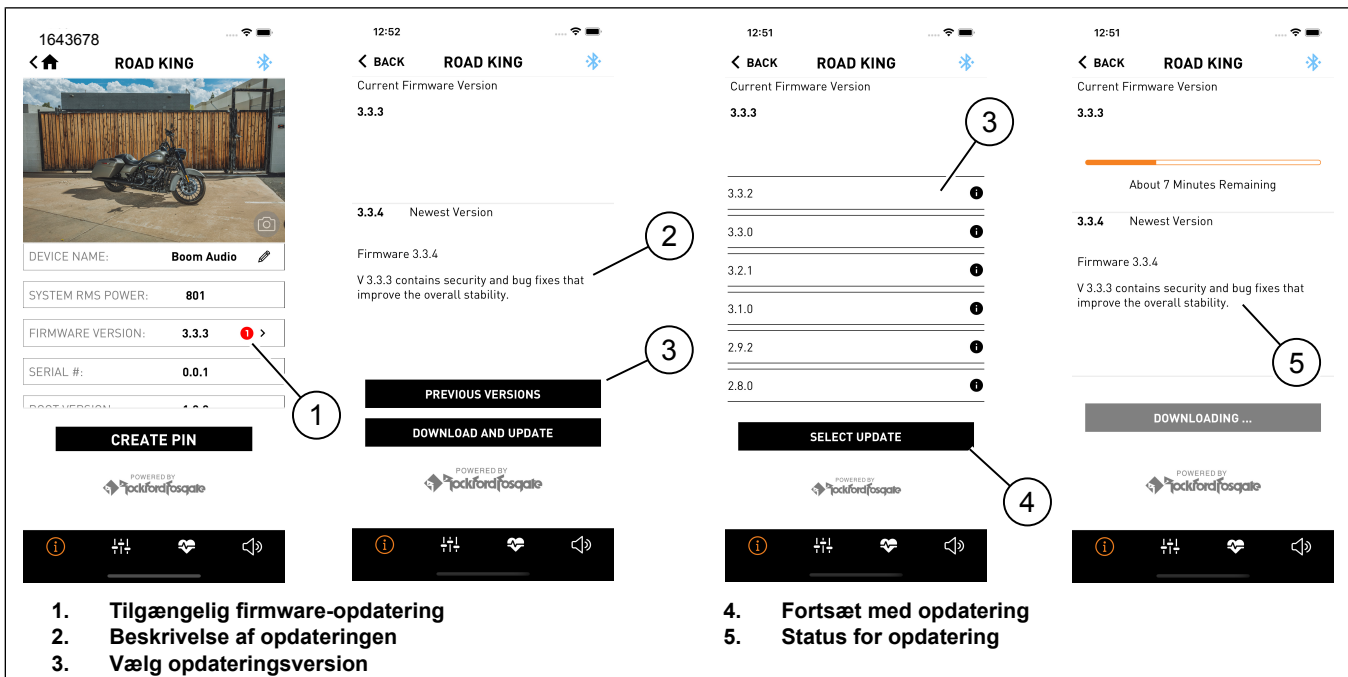 1643678
ROAD KING
DEVICE NAME: Boom Audio
SYSTEM RMS POWER: 801
FIRMWARE VERSION: 3.3.3 1
SERIAL #: 0.0.1
BOOT VERSION:
1
CREATE PIN
POWERED BY
Rockford Fosgate
12:52
BACK ROAD KING
Current Firmware Version
3.3.3
3.3.4 Newest Version
2
Firmware 3.3.4
V 3.3.3 contains security and bug fixes that
improve the overall stability.
3
PREVIOUS VERSIONS
DOWNLOAD AND UPDATE
POWERED BY
Rockford Fosgate
12:51
BACK ROAD KING
Current Firmware Version
3.3.3
3
3.3.2
3.3.0
3.2.1
3.1.0
2.9.2
2.8.0
SELECT UPDATE
4
POWERED BY
Rockford Fosgate
12:51
BACK ROAD KING
Current Firmware Version
3.3.3
About 7 Minutes Remaining
3.3.4 Newest Version
Firmware 3.3.4
V 3.3.3 contains security and bug fixes that
improve the overall stability.
5
DOWNLOADING ...
POWERED BY
Rockford Fosgate
1. Tilgængelig firmware-opdatering
2. Beskrivelse af opdateringen
3. Vælg opdateringsversion
4. Fortsæt med opdatering
5. Status for opdatering